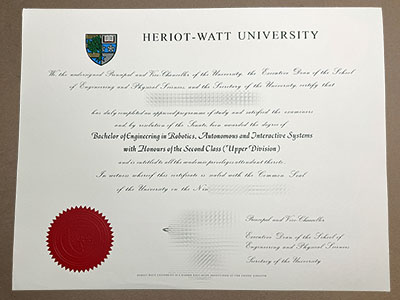 HERIOT-WATT UNIVERSITY
We the undersigned Principal and Vice-Chancellor of the University, the Executive Dean of the School
of Engineering and Physical Sciences and the Secretary of the University, certify that
has duly completed an approved programme of study and satisfied the examiners
and by resolution of the Senate been awarded the degree of
Bachelor of Engineering in Robotics, Autonomous and Interactive Systems
with Honours of the Second Class (Upper Division)
and is entitled to all the academic privileges attendant thereto.
In witness whereof this certificate is valid with the Common Seal
of the University on the
Principal and Vice-Chancellor
Executive Dean of the School of
Engineering and Physical Sciences
Secretary of the University